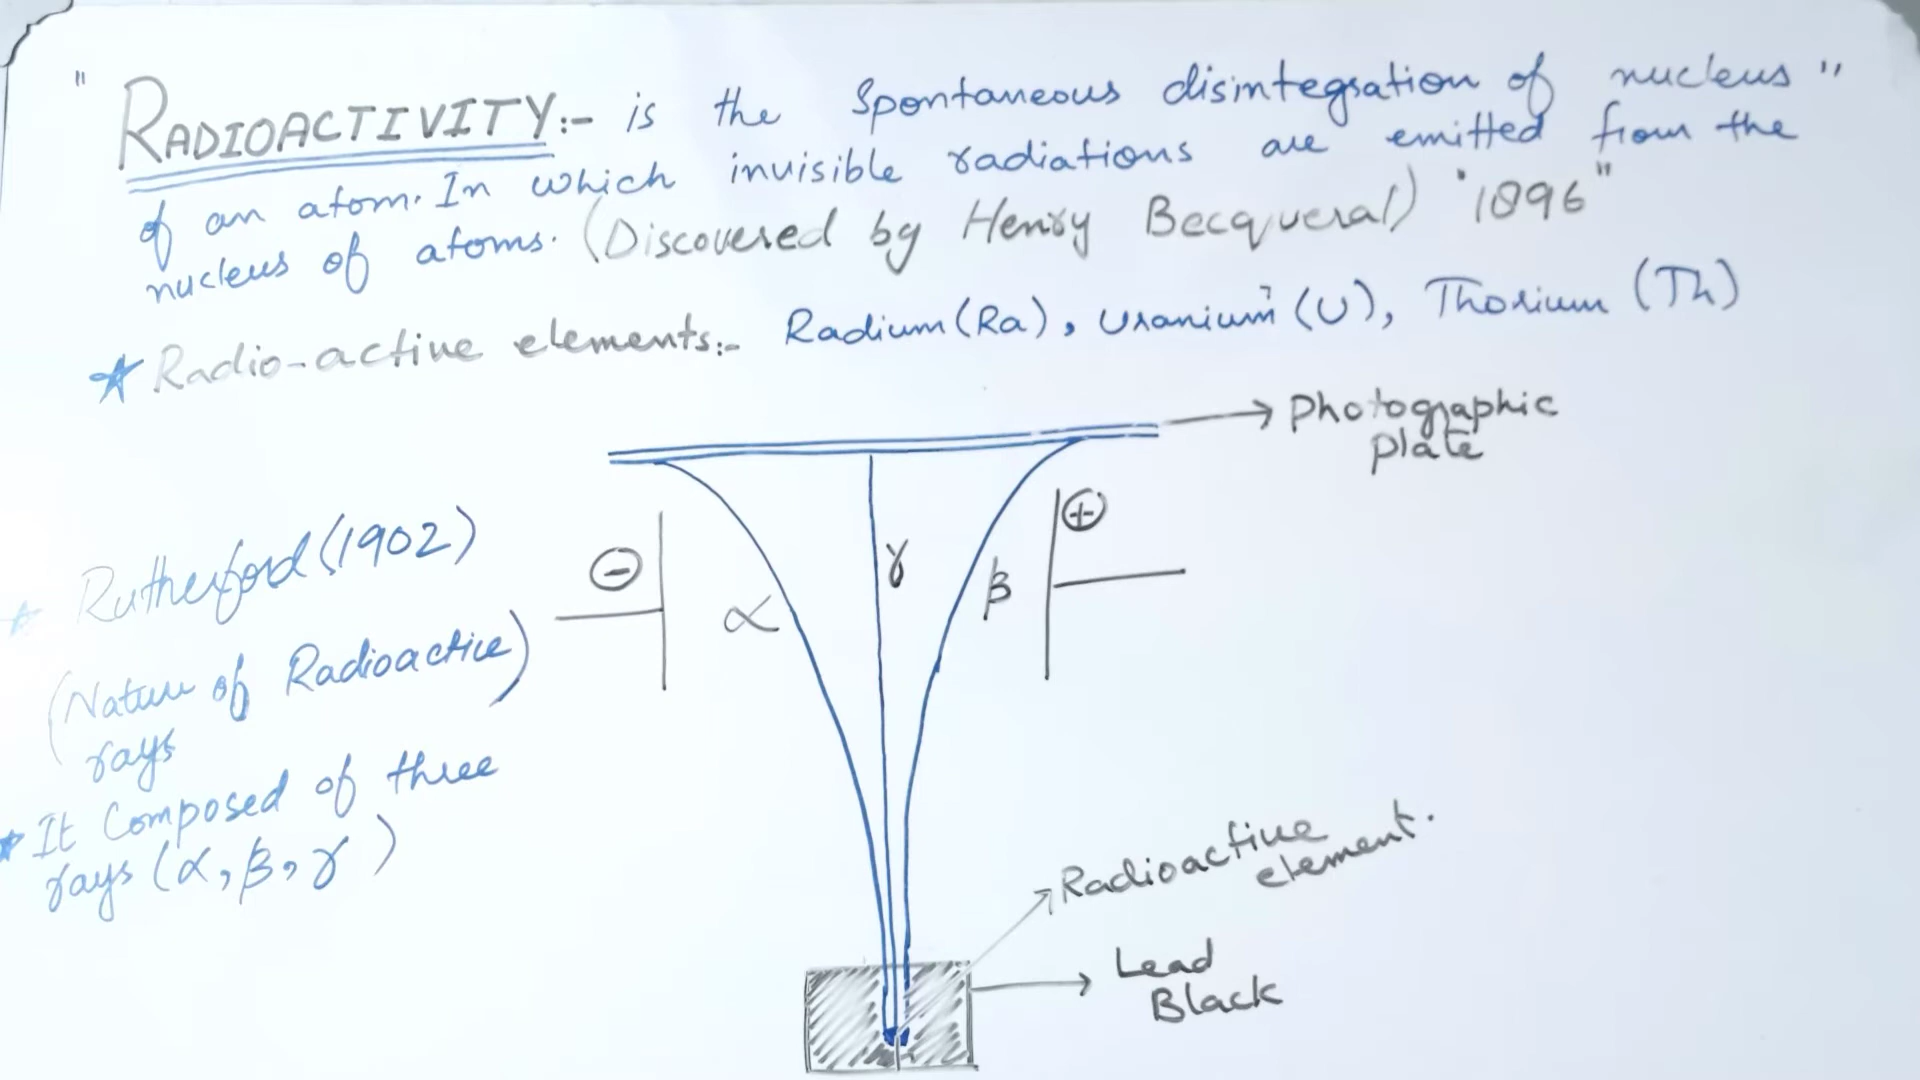 " RADIOACTIVITY:- is the Spontaneous disintegration of nucleus "
of an atom. In which invisible radiations are emitted from the
nucleus of atoms. (Discovered by Henry Becqueral) "1896"
* Radio-active elements:- Radium (Ra), Uranium (U), Thorium (Th)
Photographic
plate
* Rutherford (1902)
(Nature of Radioactice)
rays
* It Composed of three
rays (α, β, γ)
⊖
α
γ
β
⊕
Radioactive
element.
Lead
Black